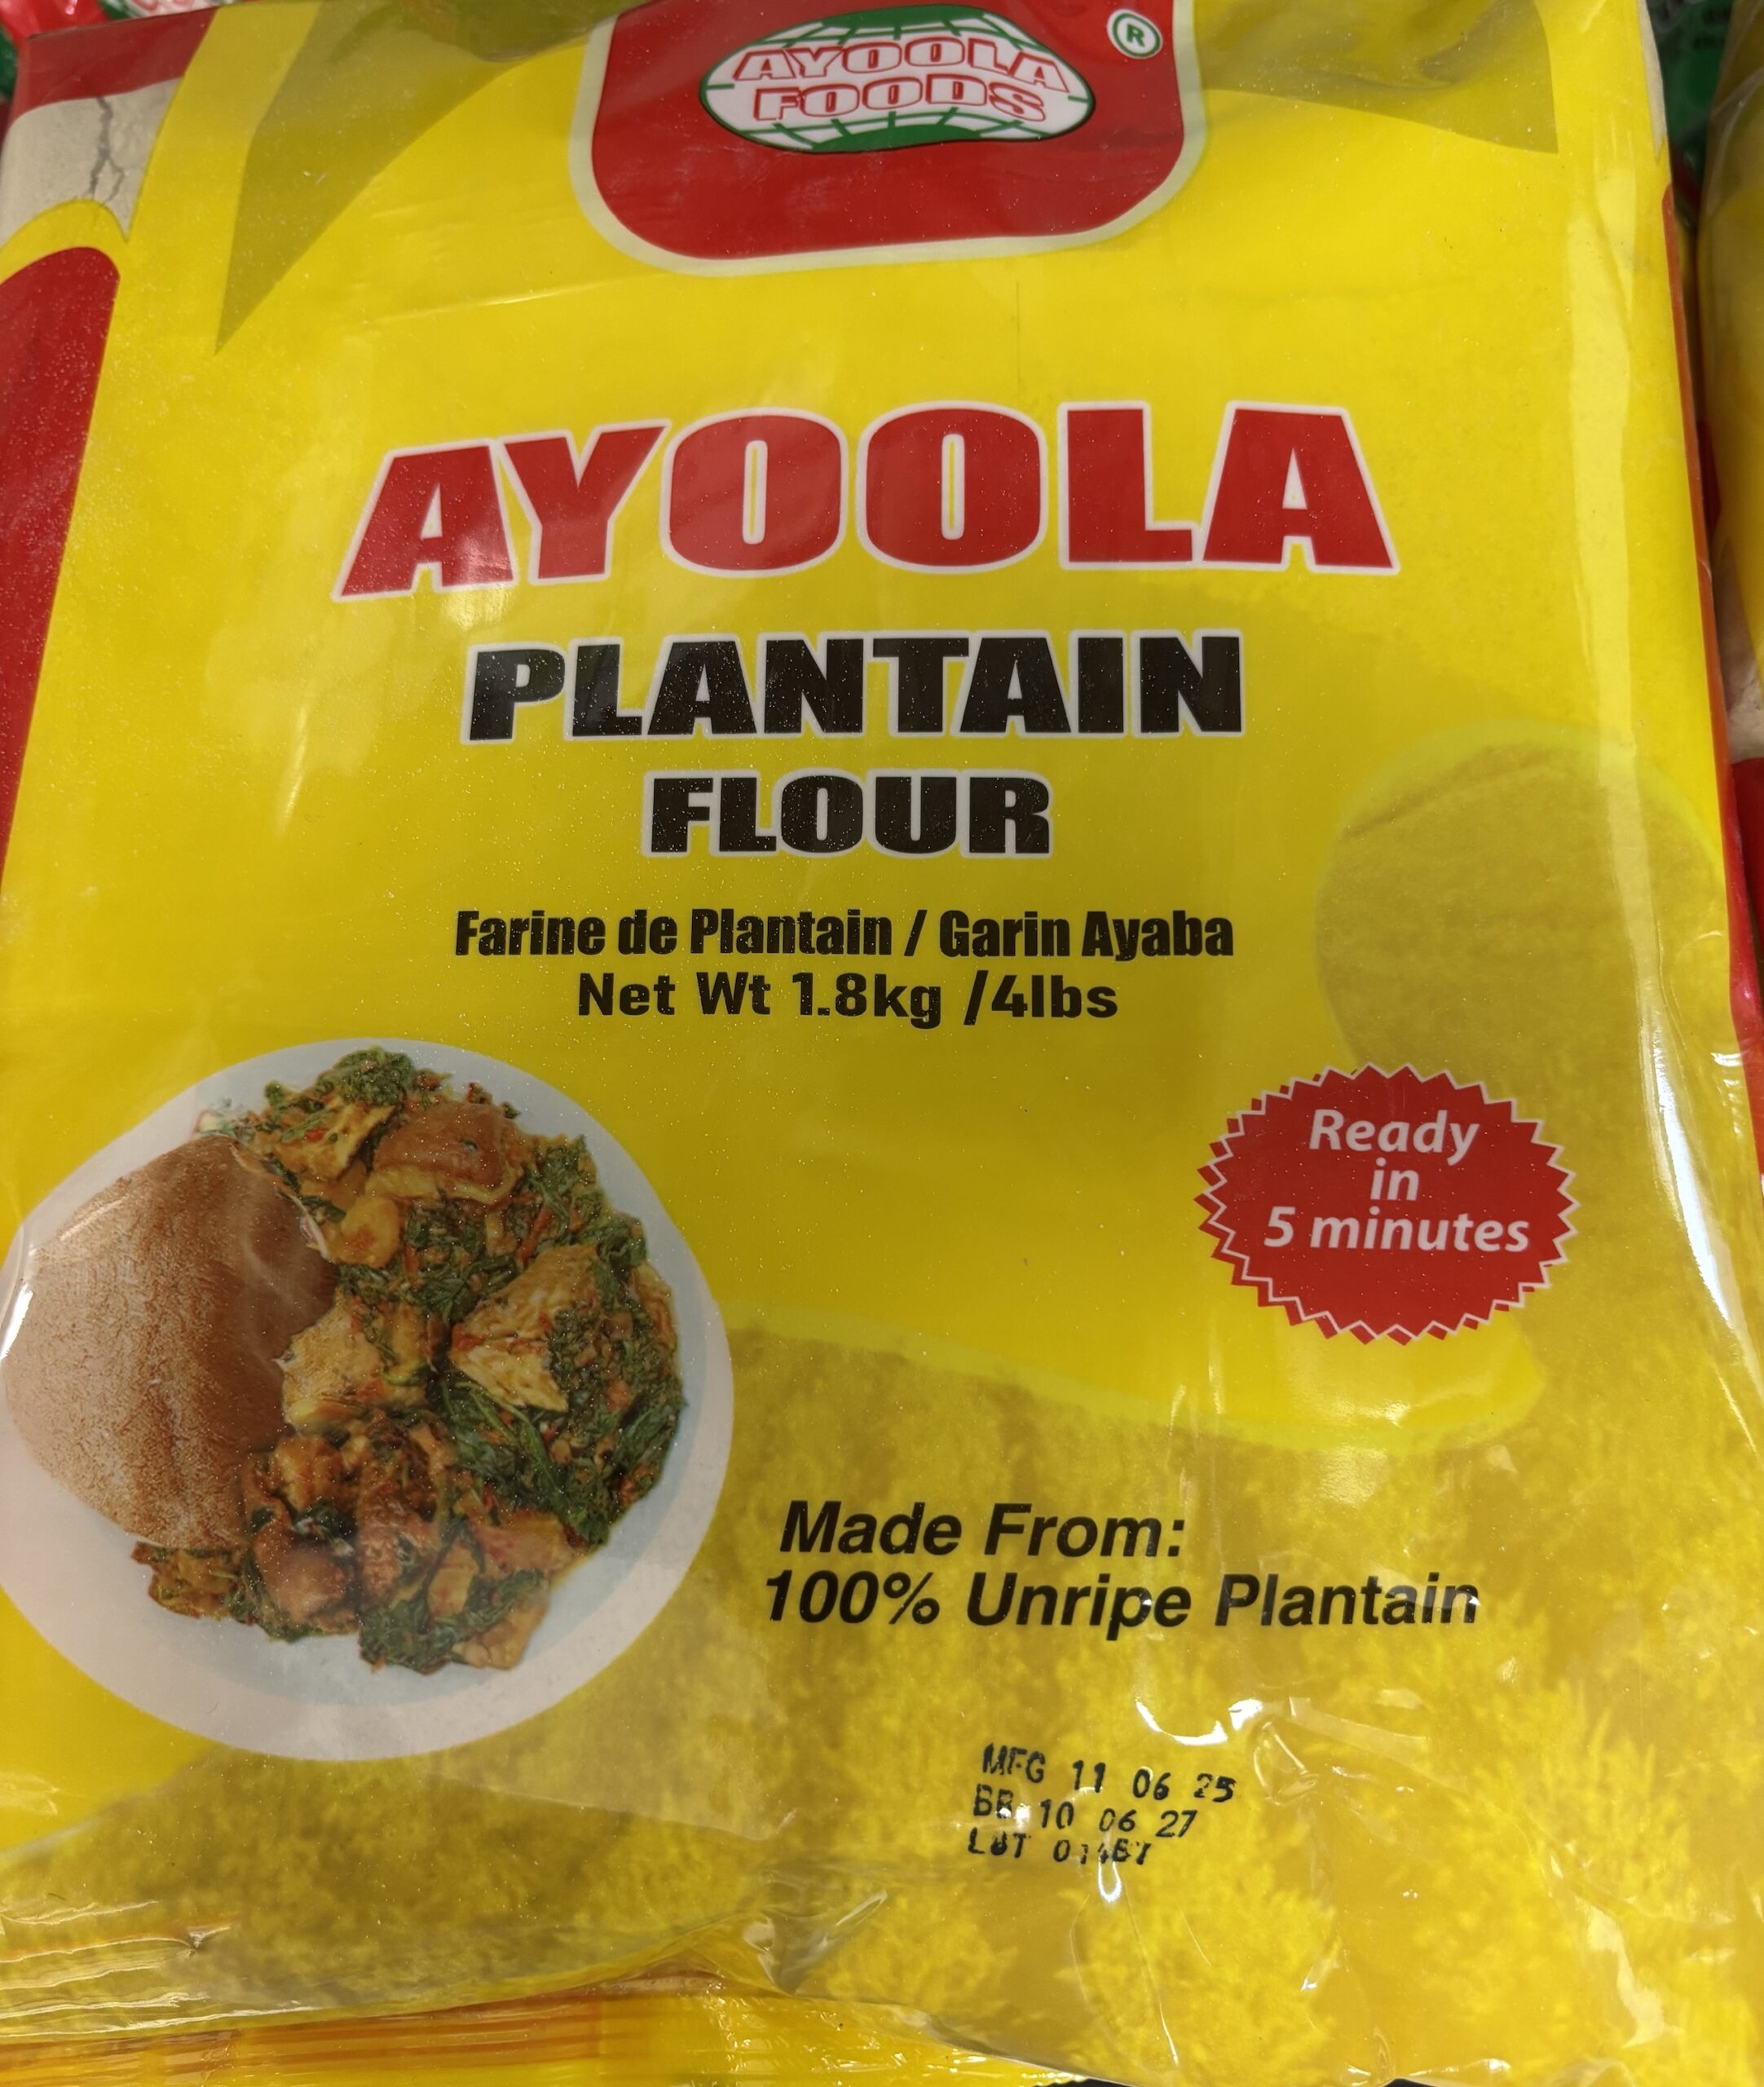 AYOOLA
FOODS
®
AYOOLA
PLANTAIN
FLOUR
Farine de Plantain / Garin Ayaba
Net Wt 1.8kg /4lbs
Ready
in
5 minutes
Made From:
100% Unripe Plantain
MFG 11 06 25
BB 10 06 27
LOT